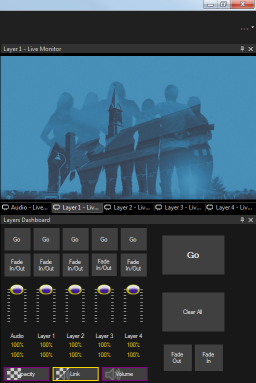 Layer 1 - Live Monitor
Audio - Live... Layer 1 - Liv... Layer 2 - Liv... Layer 3 - Liv... Layer 4 - Liv...
Layers Dashboard
Go Go Go Go Go
Go
Fade In/Out Fade In/Out Fade In/Out Fade In/Out Fade In/Out
Clear All
Audio Layer 1 Layer 2 Layer 3 Layer 4
100% 100% 100% 100% 100%
100% 100% 100% 100% 100%
Fade Out Fade In
Opacity Link Volume